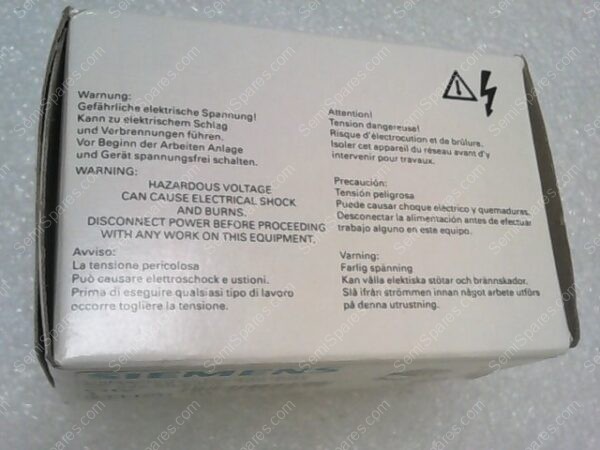 Warnung:
Gefährliche elektrische Spannung!
Kann zu elektrischem Schlag
und Verbrennungen führen.
Vor Beginn der Arbeiten Anlage
und Gerät spannungsfrei schalten.
WARNING:
HAZARDOUS VOLTAGE
CAN CAUSE ELECTRICAL SHOCK
AND BURNS.
DISCONNECT POWER BEFORE PROCEEDING
WITH ANY WORK ON THIS EQUIPMENT.
Avviso:
La tensione pericolosa
Può causare elettroschock e ustioni.
Prima di eseguire qualsiasi tipo di lavoro
occorre togliere la tensione.
Attention!
Tension dangereuse!
Risque d'électrocution et de brûlure.
Isoler cet appareil du réseau avant d'y
intervenir pour travaux.
Precaución:
Tensión peligrosa
Puede causar choque eléctrico y quemaduras.
Desconectar la alimentación antes de efectuar
trabajo alguno en este equipo.
Varning:
Farlig spänning
Kan vålla elektiska stötar och brännskador.
Slå ifrån strömmen innan något arbete utförs
på denna utrustning.
SIEMENS
SemiSpares.com